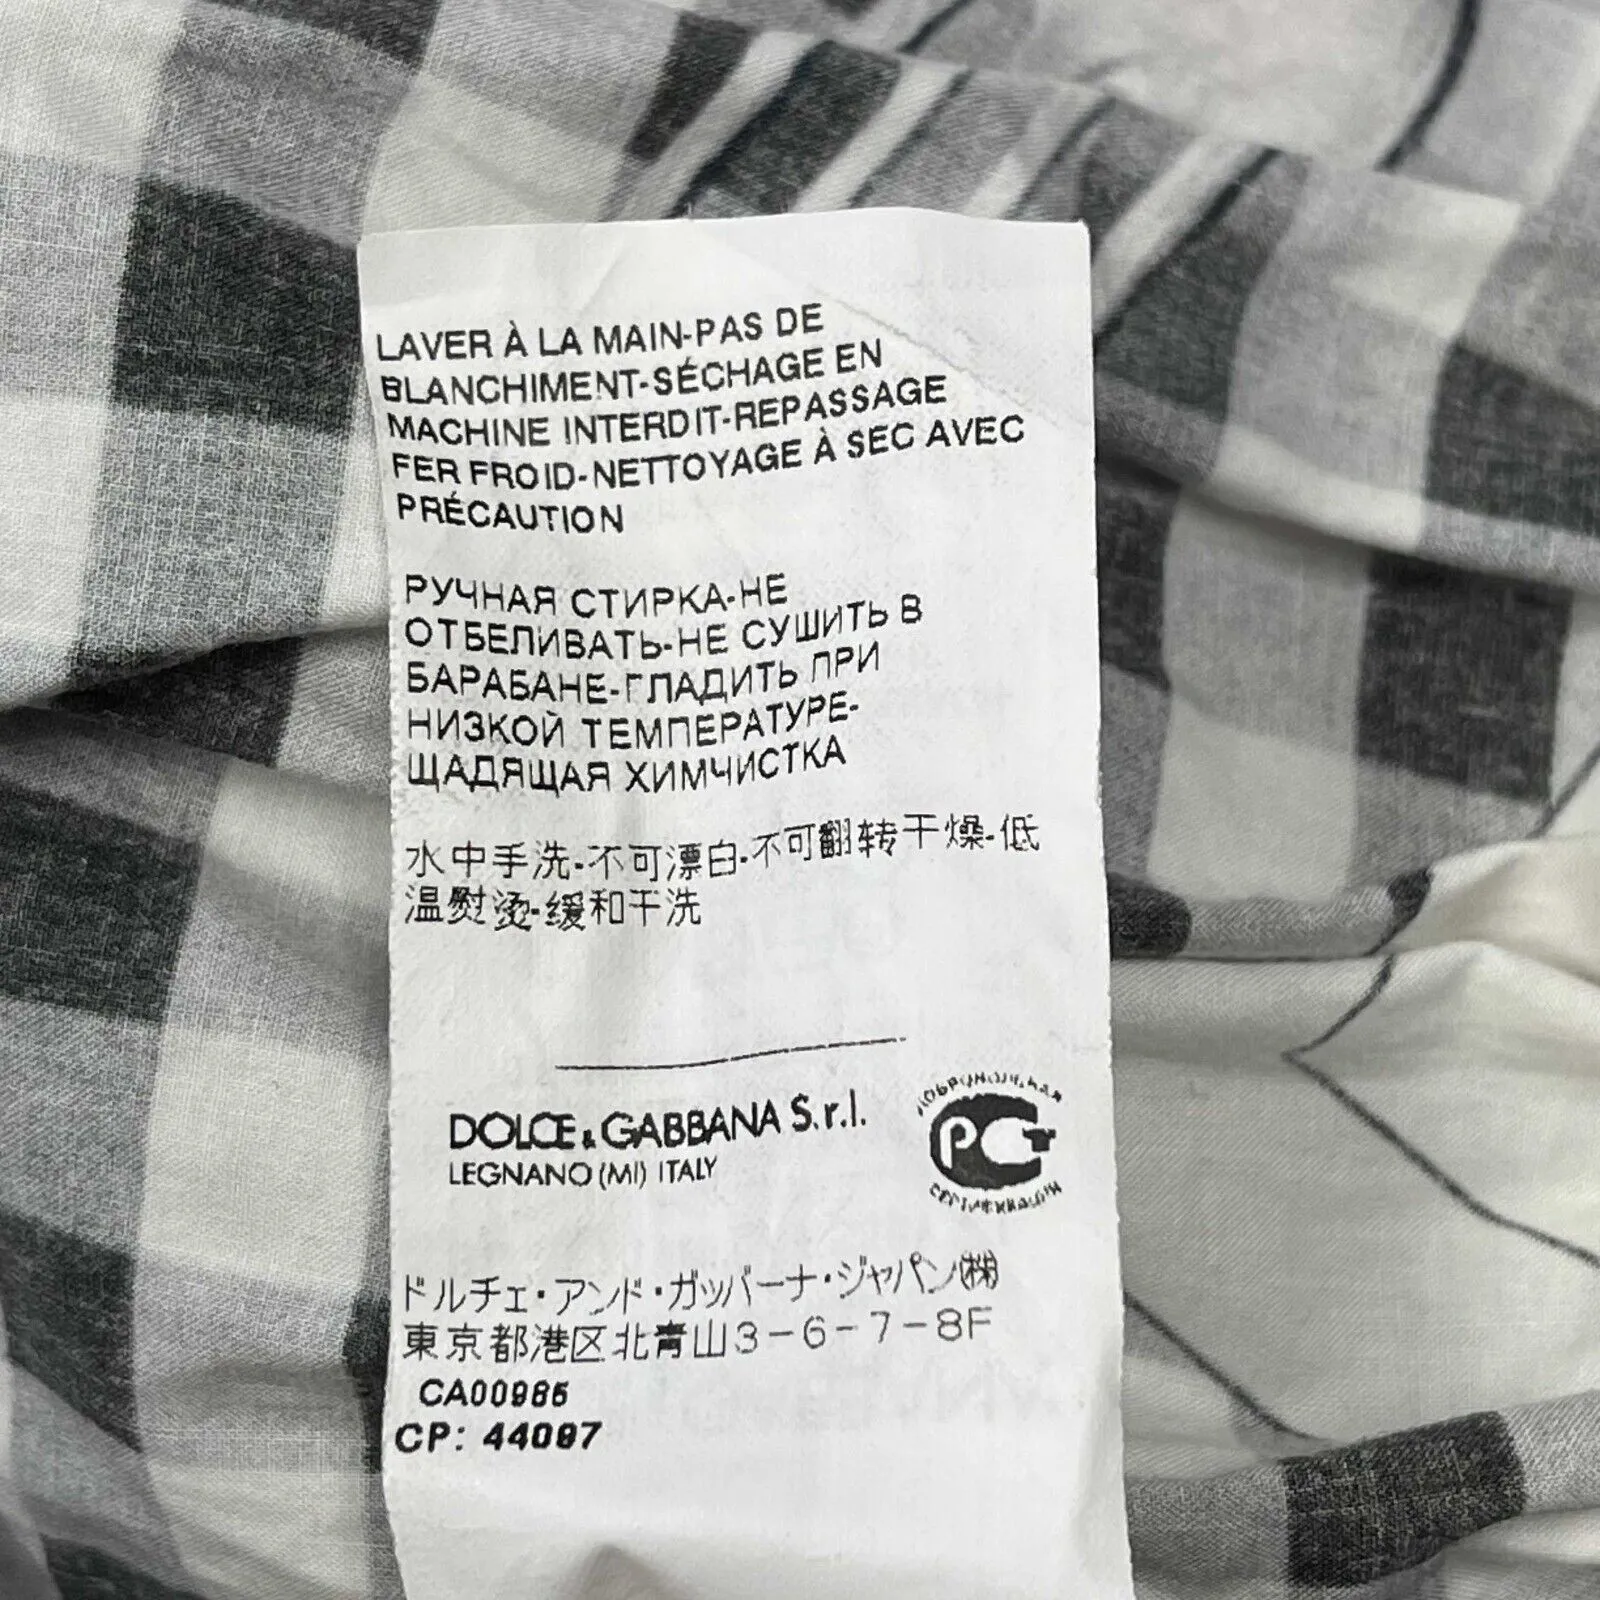 LAVER À LA MAIN-PAS DE
BLANCHIMENT-SÉCHAGE EN
MACHINE INTERDIT-REPASSAGE
FER FROID-NETTOYAGE À SEC AVEC
PRÉCAUTION
РУЧНАЯ СТИРКА-НЕ
ОТБЕЛИВАТЬ-НЕ СУШИТЬ В
БАРАБАНЕ-ГЛАДИТЬ ПРИ
НИЗКОЙ ТЕМПЕРАТУРЕ-
ЩАДЯЩАЯ ХИМЧИСТКА
水中手洗-不可漂白-不可翻转干燥-低
温熨烫-缓和干洗
DOLCE & GABBANA S.r.l.
LEGNANO (MI) ITALY
PCT
ドルチェ・アンド・ガッバーナ・ジャパン㈱
東京都港区北青山3-6-7-8F
CA00985
CP: 44097